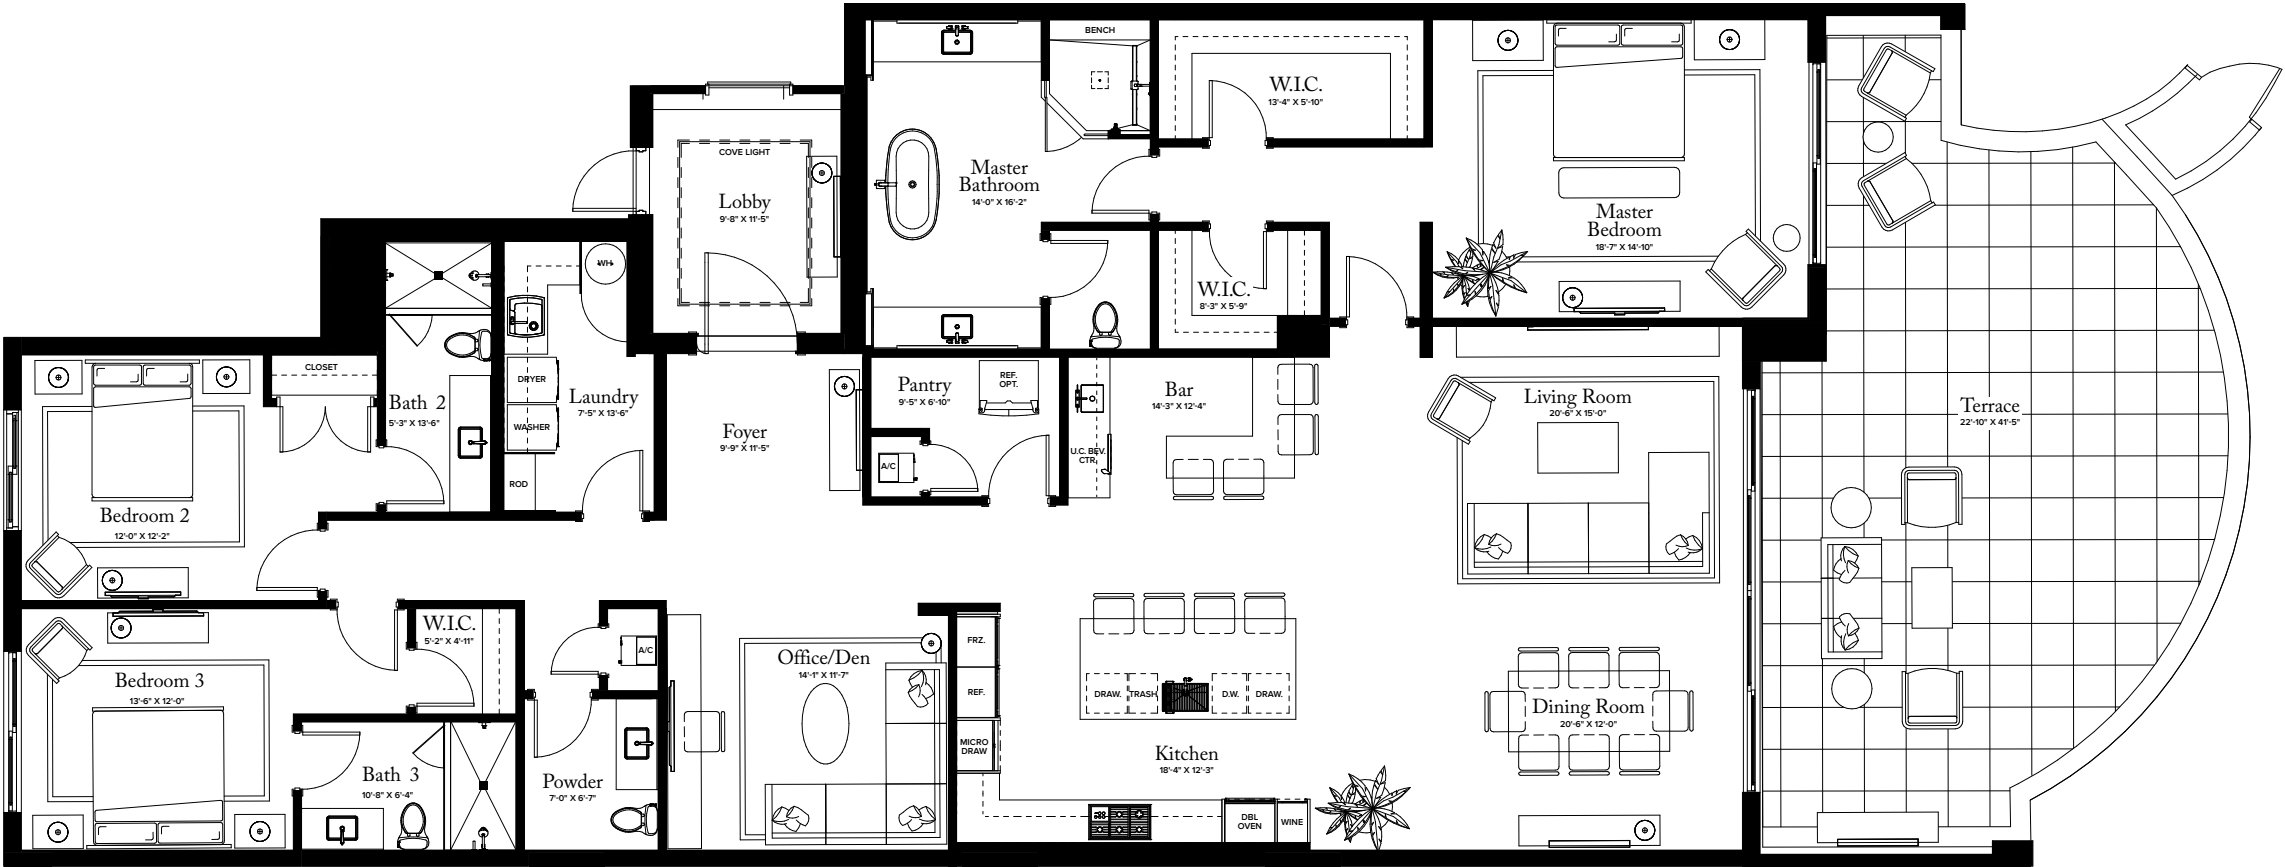 BENCH
W.I.C.
13'-4" X 5'-10"
COVE LIGHT
Lobby
9'-8" X 11'-5"
Master
Bathroom
14'-0" X 16'-2"
Master
Bedroom
18'-7" X 14'-10"
WH
W.I.C.
8'-3" X 5'-9"
CLOSET
DRYER
WASHER
ROD
Laundry
7'-5" X 13'-6"
Bath 2
5'-3" X 13'-6"
Foyer
9'-9" X 11'-5"
Pantry
9'-5" X 6'-10"
REF.
OPT.
A/C
Bar
14'-3" X 12'-4"
U.C. BEV.
CTR.
Living Room
20'-6" X 15'-0"
Terrace
22'-10" X 41'-5"
Bedroom 2
12'-0" X 12'-2"
W.I.C.
5'-2" X 4'-11"
A/C
Office/Den
14'-1" X 11'-7"
FRZ.
REF.
MICRO
DRAW
DRAW.
TRASH
D.W.
DRAW.
Bedroom 3
13'-6" X 12'-0"
Dining Room
20'-6" X 12'-0"
Kitchen
18'-4" X 12'-3"
Bath 3
10'-8" X 6'-4"
Powder
7'-0" X 6'-7"
DBL
OVEN
WINE